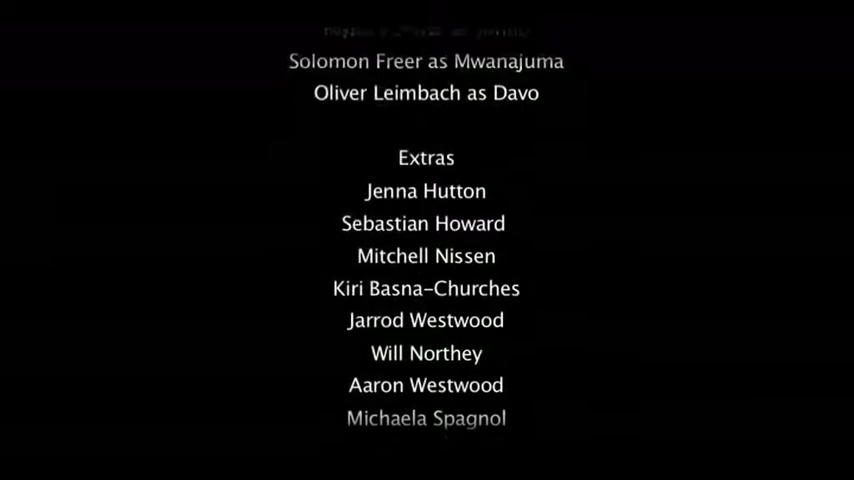 Solomon Freer as Mwanajuma
Oliver Leimbach as Davo
Extras
Jenna Hutton
Sebastian Howard
Mitchell Nissen
Kiri Basna-Churches
Jarrod Westwood
Will Northey
Aaron Westwood
Michaela Spagnol